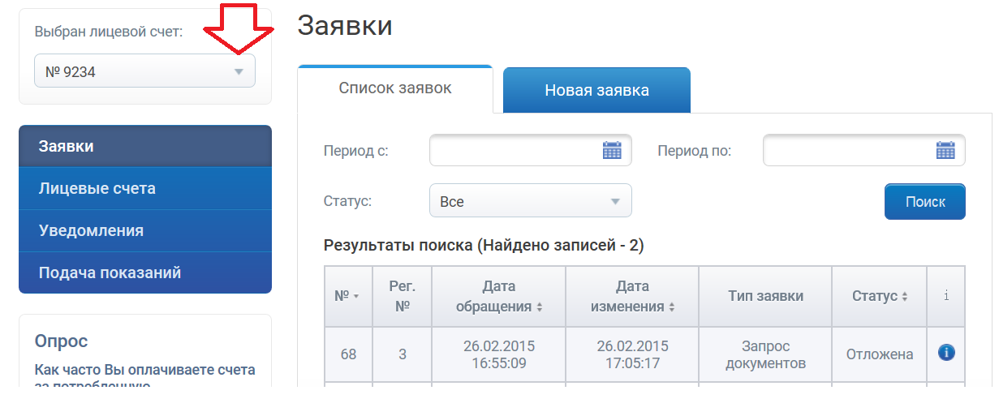 Выбран лицевой счет:
№ 9234
Заявки
Лицевые счета
Уведомления
Подача показаний
Опрос
Как часто Вы оплачиваете счета
за потребленную
Заявки
Список заявок
Новая заявка
Период с:
Период по:
Статус:
Все
Поиск
Результаты поиска (Найдено записей - 2)
№ Рег. № Дата обращения Дата изменения Тип заявки Статус i
68 3 26.02.2015 16:55:09 26.02.2015 17:05:17 Запрос документов Отложена i